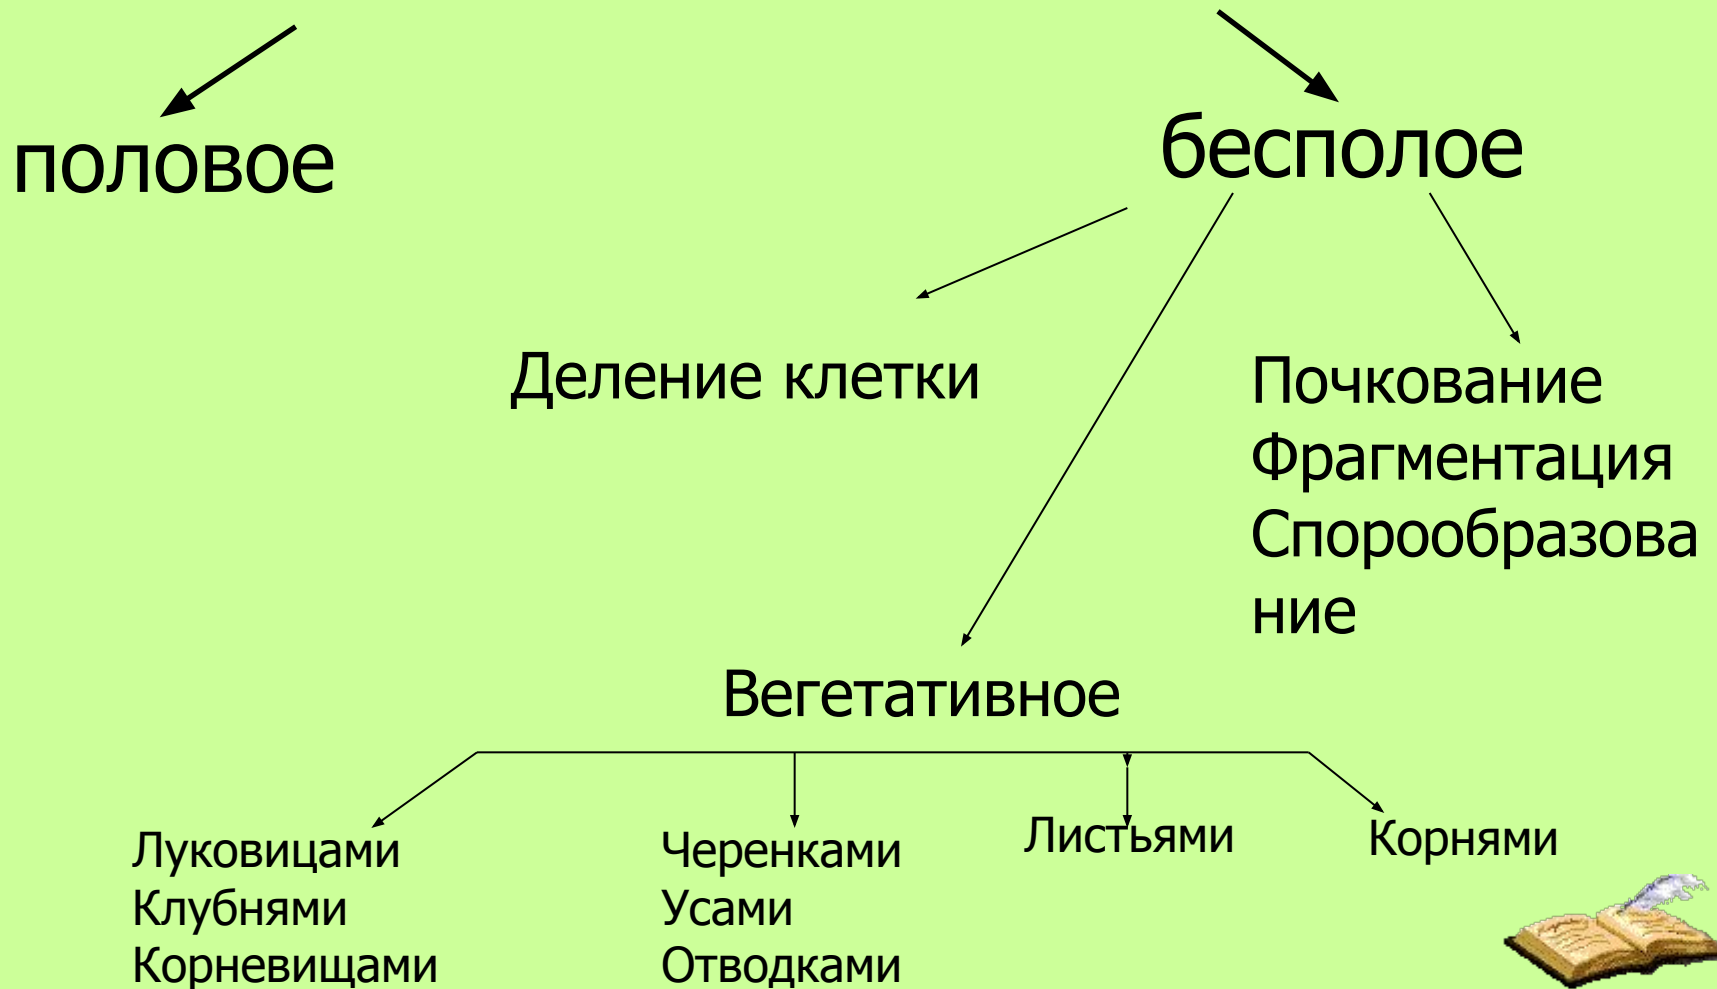 половое
бесполое
Деление клетки
Почкование
Фрагментация
Спорообразова
ние
Вегетативное
Луковицами
Клубнями
Корневищами
Черенками
Усами
Отводками
Листьями
Корнями